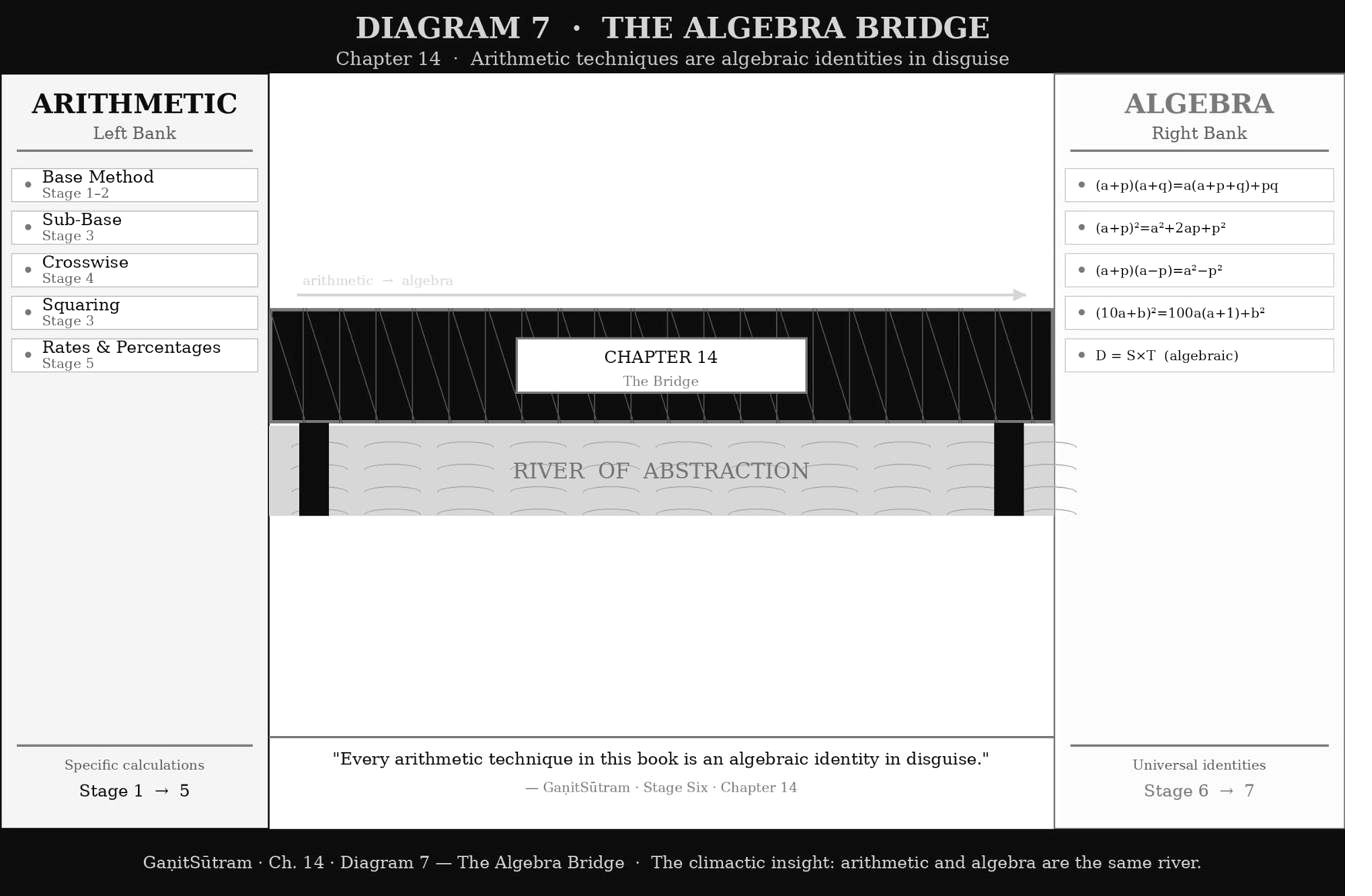 DIAGRAM 7 · THE ALGEBRA BRIDGE
Chapter 14 · Arithmetic techniques are algebraic identities in disguise
ARITHMETIC
Left Bank
• Base Method
Stage 1–2
• Sub-Base
Stage 3
• Crosswise
Stage 4
• Squaring
Stage 3
• Rates & Percentages
Stage 5
Specific calculations
Stage 1 → 5
arithmetic → algebra
CHAPTER 14
The Bridge
RIVER OF ABSTRACTION
"Every arithmetic technique in this book is an algebraic identity in disguise."
— GaṇitSūtram · Stage Six · Chapter 14
ALGEBRA
Right Bank
• (a+p)(a+q)=a(a+p+q)+pq
• (a+p)²=a²+2ap+p²
• (a+p)(a−p)=a²−p²
• (10a+b)²=100a(a+1)+b²
• D = S×T (algebraic)
Universal identities
Stage 6 → 7
GaṇitSūtram · Ch. 14 · Diagram 7 — The Algebra Bridge · The climactic insight: arithmetic and algebra are the same river.